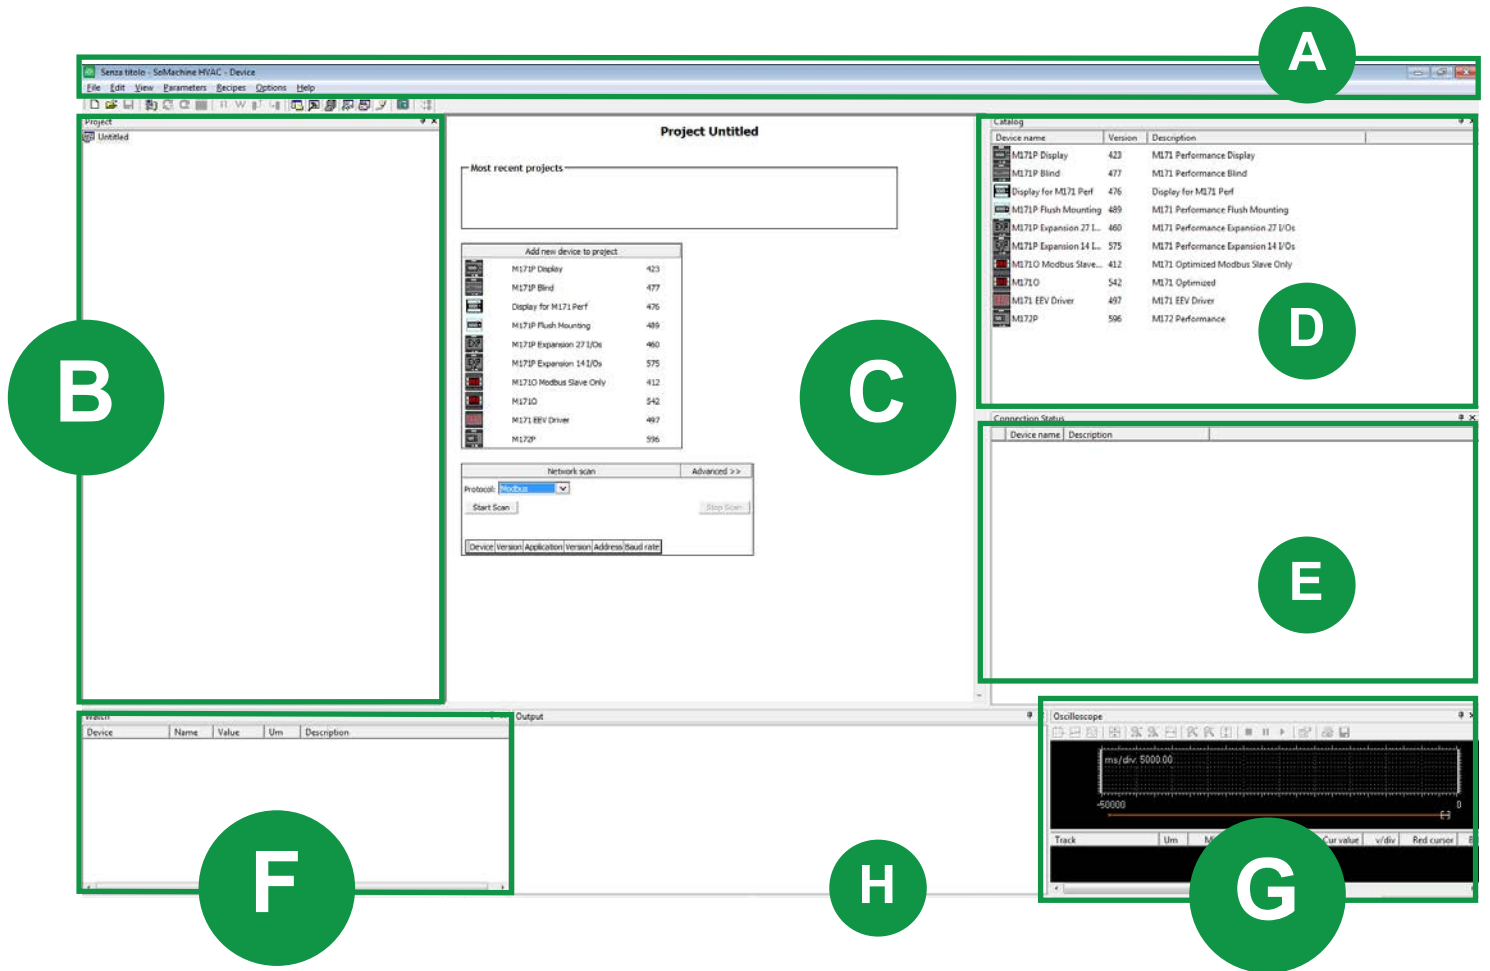 A
Senza titolo - SoMachine HVAC - Device
File Edit View Parameters Recipes Options Help
Project
Untitled
B
Project Untitled
Most recent projects
Add new device to project
M171P Display 423
M171P Blind 477
Display for M171 Perf 476
M171P Flush Mounting 489
M171P Expansion 27 I/Os 460
M171P Expansion 14 I/Os 575
M171O Modbus Slave Only 412
M171O 542
M171 EEV Driver 497
M172P 596
Network scan Advanced >>
Protocol: Modbus
Start Scan Stop Scan
Device Version Application Version Address Baud rate
C
Catalog
Device name Version Description
M171P Display 423 M171 Performance Display
M171P Blind 477 M171 Performance Blind
Display for M171 Perf 476 Display for M171 Perf
M171P Flush Mounting 489 M171 Performance Flush Mounting
M171P Expansion 27 I... 460 M171 Performance Expansion 27 I/Os
M171P Expansion 14 I... 575 M171 Performance Expansion 14 I/Os
M171O Modbus Slave... 412 M171 Optimized Modbus Slave Only
M171O 542 M171 Optimized
M171 EEV Driver 497 M171 EEV Driver
M172P 596 M172 Performance
D
Connection Status
Device name Description
E
Watch
Device Name Value Um Description
F
Output
H
Oscilloscope
ms/div: 5000.00
-50000 0
Track Um Cur value v/div Red cursor
G